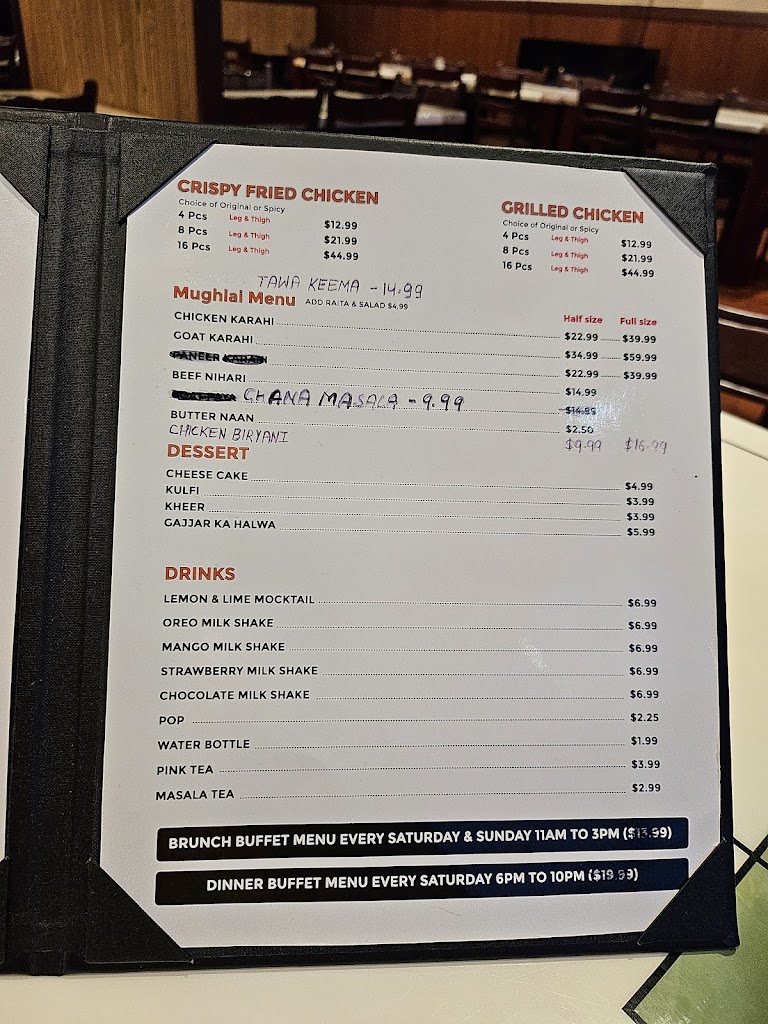 CRISPY FRIED CHICKEN
Choice of Original or Spicy
4 Pcs Leg & Thigh $12.99
8 Pcs Leg & Thigh $21.99
16 Pcs Leg & Thigh $44.99
GRILLED CHICKEN
Choice of Original or Spicy
4 Pcs Leg & Thigh $12.99
8 Pcs Leg & Thigh $21.99
16 Pcs Leg & Thigh $44.99
TAWA KEEMA - 14.99
Mughlai Menu ADD RAITA & SALAD $4.99
Half size Full size
CHICKEN KARAHI $22.99 $39.99
GOAT KARAHI $34.99 $59.99
PANEER KARAHI $22.99 $39.99
BEEF NIHARI $14.99
CHANA MASALA - 9.99 $14.99
BUTTER NAAN $2.50
CHICKEN BIRYANI $9.99 $16.99
DESSERT
CHEESE CAKE $4.99
KULFI $3.99
KHEER $3.99
GAJJAR KA HALWA $5.99
DRINKS
LEMON & LIME MOCKTAIL $6.99
OREO MILK SHAKE $6.99
MANGO MILK SHAKE $6.99
STRAWBERRY MILK SHAKE $6.99
CHOCOLATE MILK SHAKE $6.99
POP $2.25
WATER BOTTLE $1.99
PINK TEA $3.99
MASALA TEA $2.99
BRUNCH BUFFET MENU EVERY SATURDAY & SUNDAY 11AM TO 3PM ($13.99)
DINNER BUFFET MENU EVERY SATURDAY 6PM TO 10PM ($19.99)